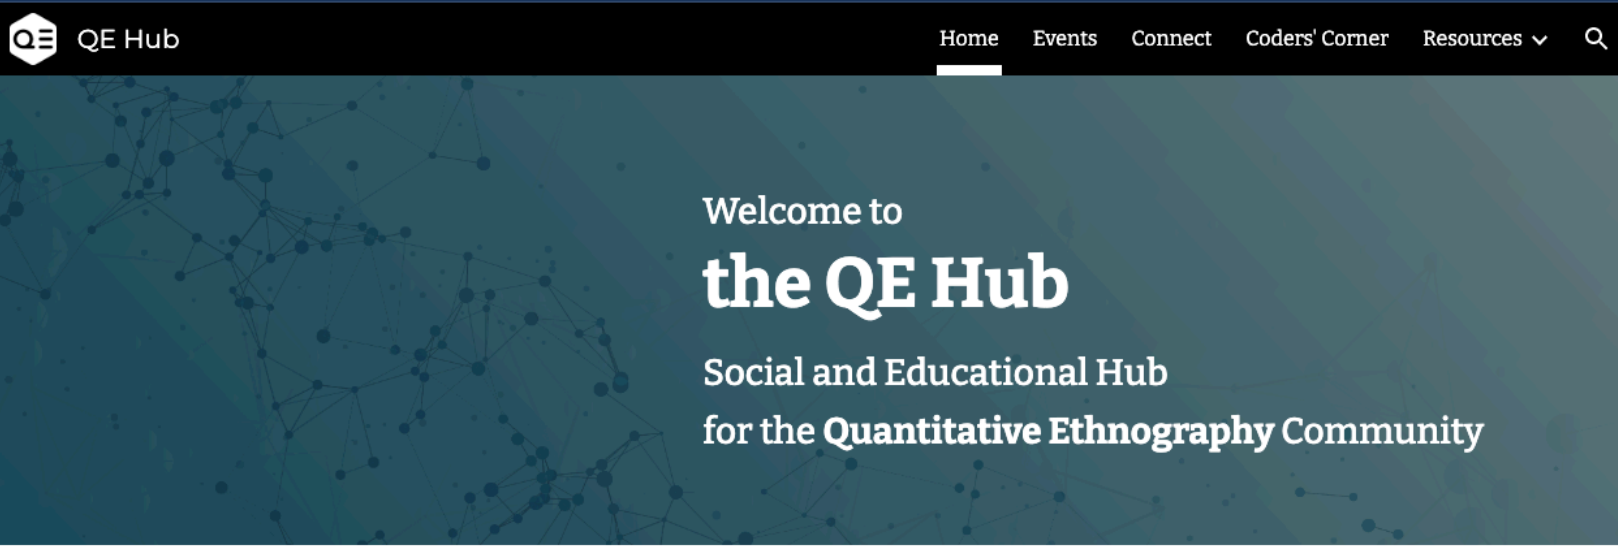 QE QE Hub Home Events Connect Coders' Corner Resources
Welcome to
the QE Hub
Social and Educational Hub
for the Quantitative Ethnography Community